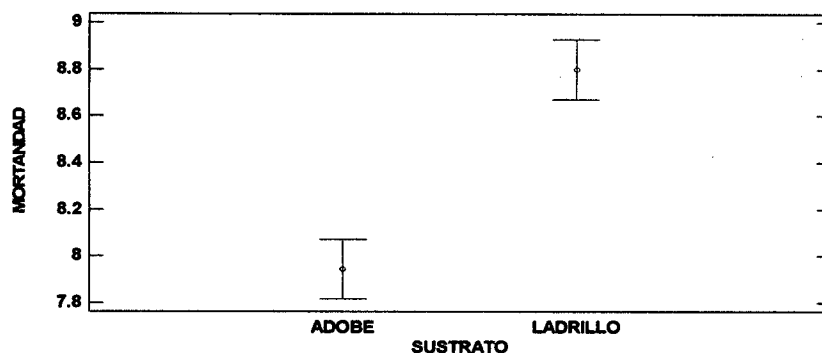 9
8.8
8.6
8.4
8.2
8
7.8
MORTANDAD
ADOBE LADRILLO
SUSTRATO